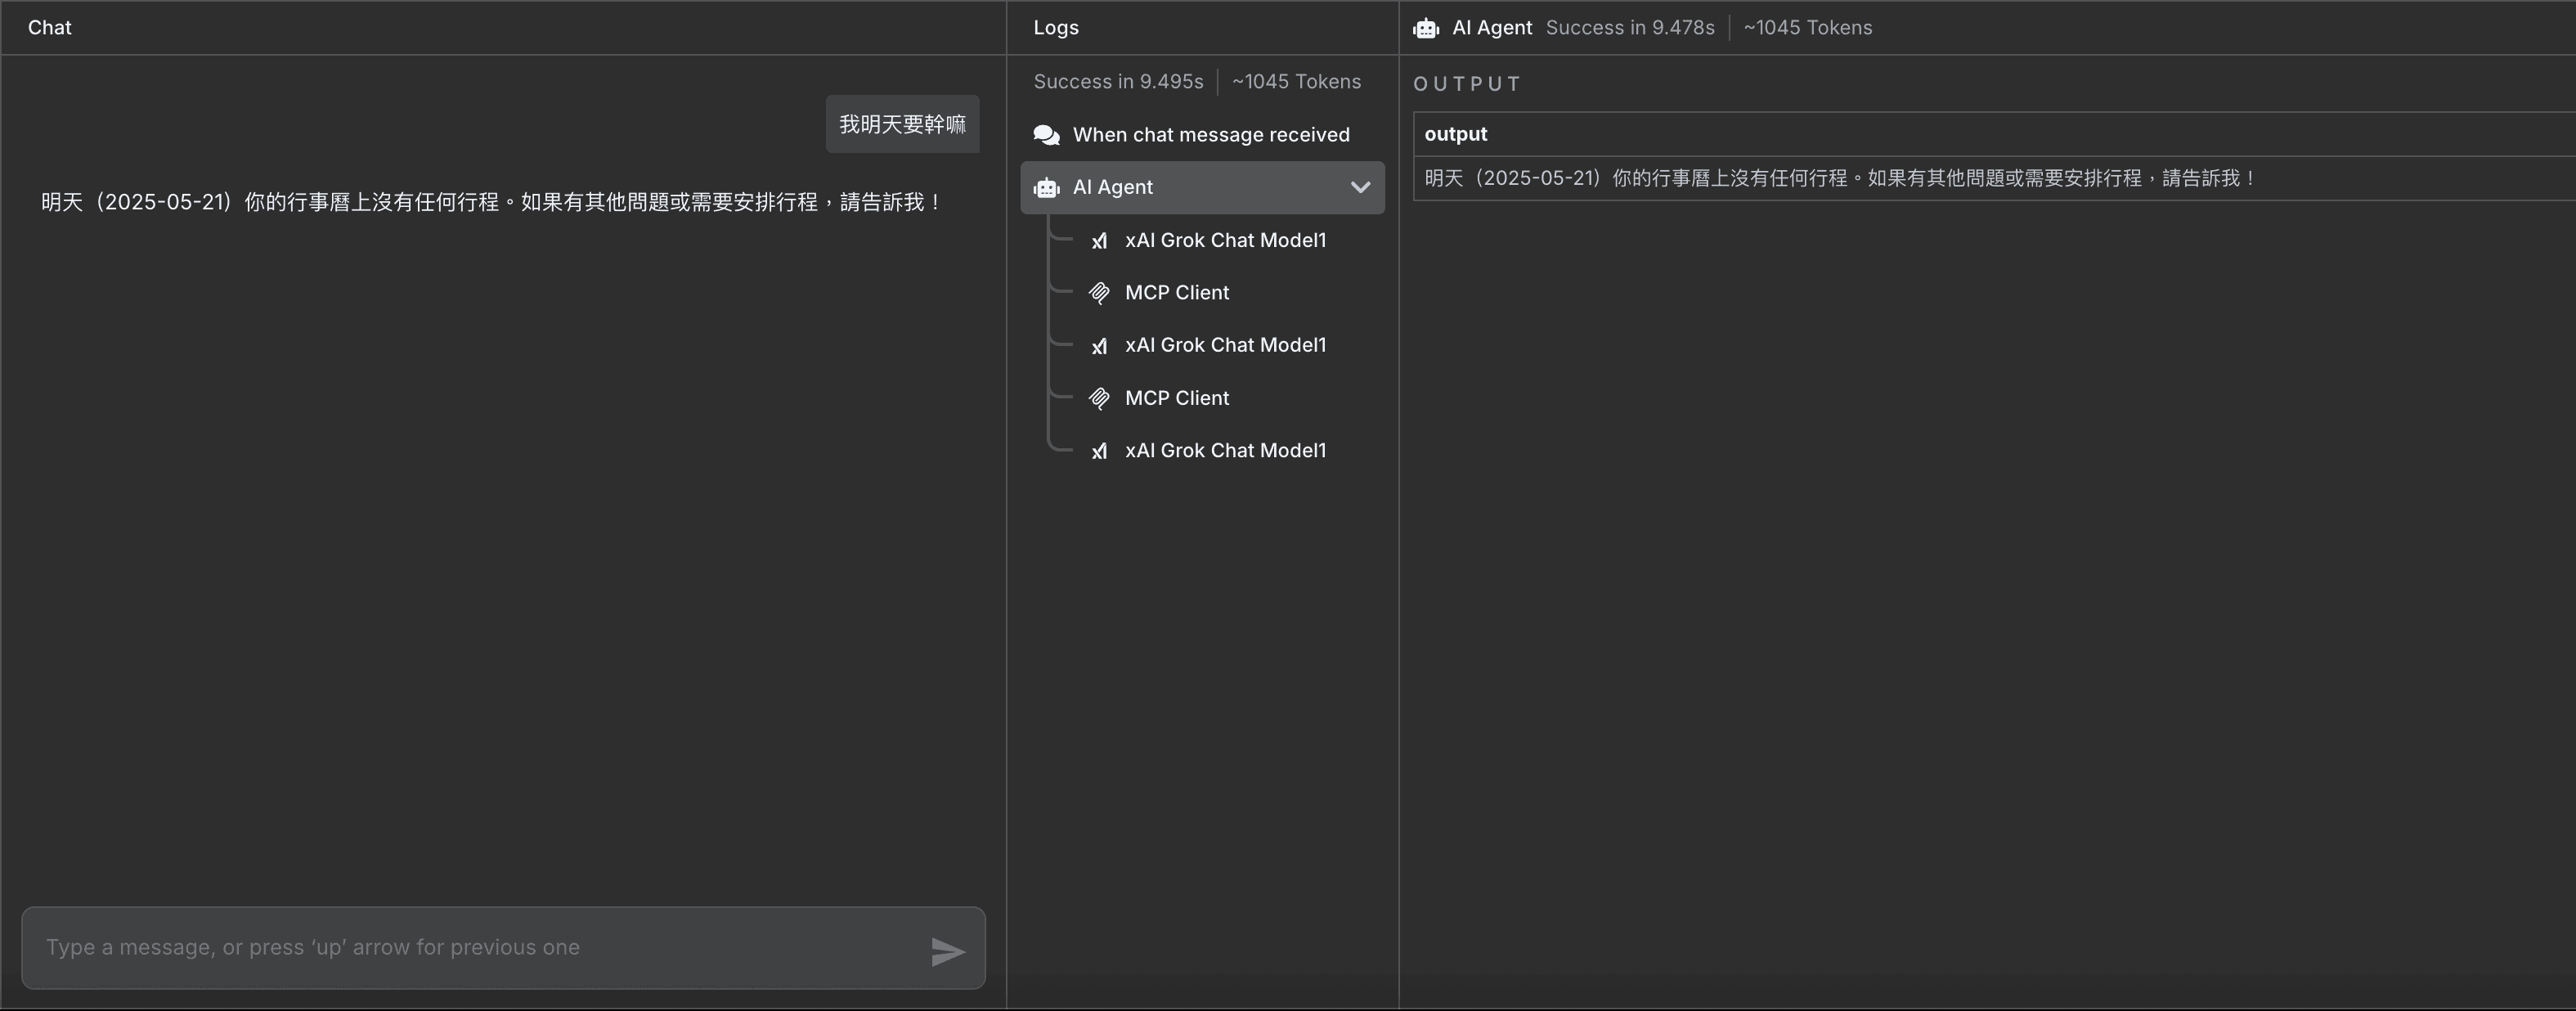 Chat
我明天要幹嘛
明天（2025-05-21）你的行事曆上沒有任何行程。如果有其他問題或需要安排行程，請告訴我！
Type a message, or press ‘up’ arrow for previous one
Logs
Success in 9.495s | ~1045 Tokens
When chat message received
AI Agent
xAI Grok Chat Model1
MCP Client
xAI Grok Chat Model1
MCP Client
xAI Grok Chat Model1
AI Agent Success in 9.478s | ~1045 Tokens
OUTPUT
output
明天（2025-05-21）你的行事曆上沒有任何行程。如果有其他問題或需要安排行程，請告訴我！